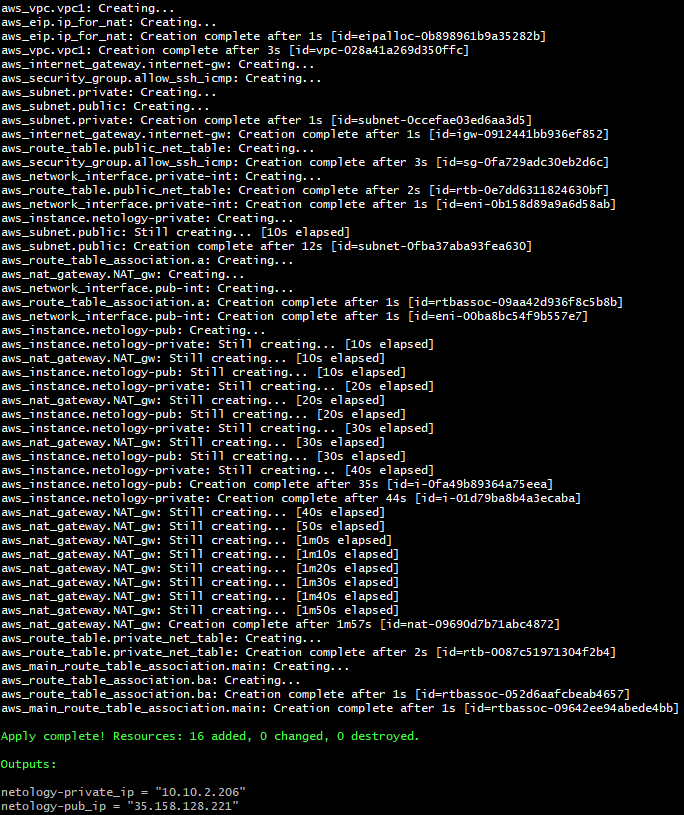 aws_vpc.vpc1: Creating...
aws_eip.ip_for_nat: Creating...
aws_eip.ip_for_nat: Creation complete after 1s [id=eipalloc-0b898961b9a35282b]
aws_vpc.vpc1: Creation complete after 3s [id=vpc-028a41a269d350ffc]
aws_internet_gateway.internet-gw: Creating...
aws_security_group.allow_ssh_icmp: Creating...
aws_subnet.private: Creating...
aws_subnet.public: Creating...
aws_subnet.private: Creation complete after 1s [id=subnet-0ccefae03ed6aa3d5]
aws_internet_gateway.internet-gw: Creation complete after 1s [id=igw-0912441bb936ef852]
aws_route_table.public_net_table: Creating...
aws_security_group.allow_ssh_icmp: Creation complete after 3s [id=sg-0fa729adc30eb2d6c]
aws_network_interface.private-int: Creating...
aws_route_table.public_net_table: Creation complete after 2s [id=rtb-0e7dd6311824630bf]
aws_network_interface.private-int: Creation complete after 1s [id=eni-0b158d89a9a6d58ab]
aws_instance.netology-private: Creating...
aws_subnet.public: Still creating... [10s elapsed]
aws_subnet.public: Creation complete after 12s [id=subnet-0fba37aba93fea630]
aws_route_table_association.a: Creating...
aws_nat_gateway.NAT_gw: Creating...
aws_network_interface.pub-int: Creating...
aws_route_table_association.a: Creation complete after 1s [id=rtbassoc-09aa42d936f8c5b8b]
aws_network_interface.pub-int: Creation complete after 1s [id=eni-00ba8bc54f9b557e7]
aws_instance.netology-pub: Creating...
aws_instance.netology-private: Still creating... [10s elapsed]
aws_nat_gateway.NAT_gw: Still creating... [10s elapsed]
aws_instance.netology-pub: Still creating... [10s elapsed]
aws_instance.netology-private: Still creating... [20s elapsed]
aws_nat_gateway.NAT_gw: Still creating... [20s elapsed]
aws_instance.netology-pub: Still creating... [20s elapsed]
aws_instance.netology-private: Still creating... [30s elapsed]
aws_nat_gateway.NAT_gw: Still creating... [30s elapsed]
aws_instance.netology-pub: Still creating... [30s elapsed]
aws_instance.netology-private: Still creating... [40s elapsed]
aws_instance.netology-pub: Creation complete after 35s [id=i-0fa49b89364a75eea]
aws_instance.netology-private: Creation complete after 44s [id=i-01d79ba8b4a3ecaba]
aws_nat_gateway.NAT_gw: Still creating... [40s elapsed]
aws_nat_gateway.NAT_gw: Still creating... [50s elapsed]
aws_nat_gateway.NAT_gw: Still creating... [1m0s elapsed]
aws_nat_gateway.NAT_gw: Still creating... [1m10s elapsed]
aws_nat_gateway.NAT_gw: Still creating... [1m20s elapsed]
aws_nat_gateway.NAT_gw: Still creating... [1m30s elapsed]
aws_nat_gateway.NAT_gw: Still creating... [1m40s elapsed]
aws_nat_gateway.NAT_gw: Still creating... [1m50s elapsed]
aws_nat_gateway.NAT_gw: Creation complete after 1m57s [id=nat-09690d7b71abc4872]
aws_route_table.private_net_table: Creating...
aws_route_table.private_net_table: Creation complete after 2s [id=rtb-0087c51971304f2b4]
aws_main_route_table_association.main: Creating...
aws_route_table_association.ba: Creating...
aws_route_table_association.ba: Creation complete after 1s [id=rtbassoc-052d6aafcbeab4657]
aws_main_route_table_association.main: Creation complete after 1s [id=rtbassoc-09642ee94abede4bb]
Apply complete! Resources: 16 added, 0 changed, 0 destroyed.
Outputs:
netology-private_ip = "10.10.2.206"
netology-pub_ip = "35.158.128.221"